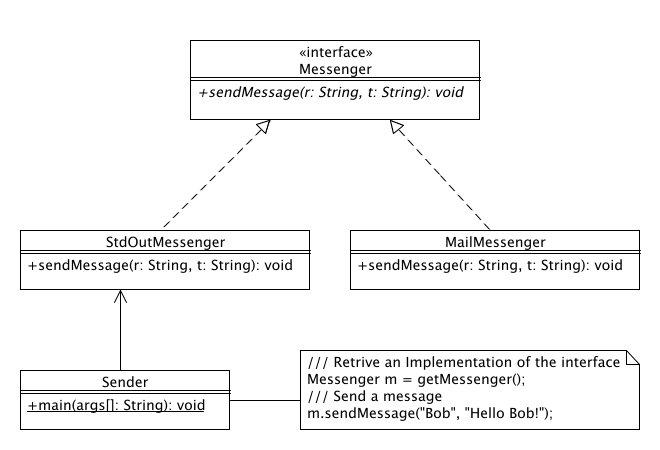 «interface»
Messenger
+sendMessage(r: String, t: String): void
StdOutMessenger
+sendMessage(r: String, t: String): void
MailMessenger
+sendMessage(r: String, t: String): void
Sender
+main(args[]: String): void
/// Retrive an Implementation of the interface
Messenger m = getMessenger();
/// Send a message
m.sendMessage("Bob", "Hello Bob!");